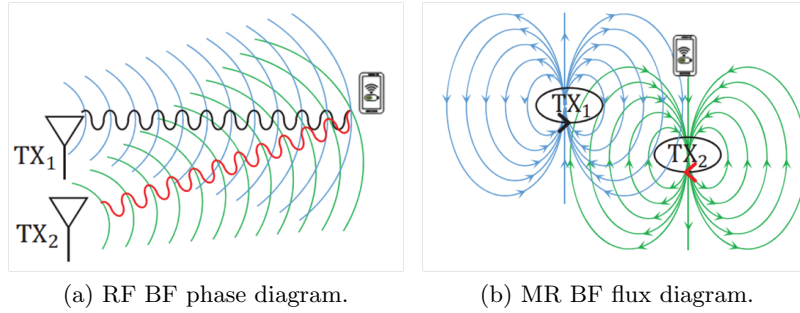 TX1
TX2
TX1
TX2
(a) RF BF phase diagram.
(b) MR BF flux diagram.